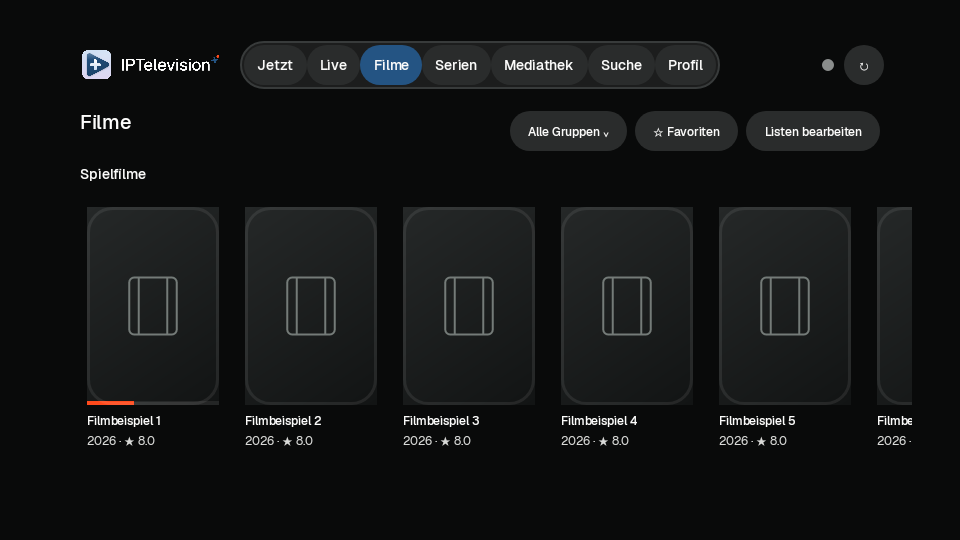 IPTelevision+
Jetzt Live Filme Serien Mediathek Suche Profil
↻
Filme
Alle Gruppen ⌄ ☆ Favoriten Listen bearbeiten
Spielfilme
Filmbeispiel 1 Filmbeispiel 2 Filmbeispiel 3 Filmbeispiel 4 Filmbeispiel 5 Filmbe
2026 · ★ 8.0 2026 · ★ 8.0 2026 · ★ 8.0 2026 · ★ 8.0 2026 · ★ 8.0 2026 ·